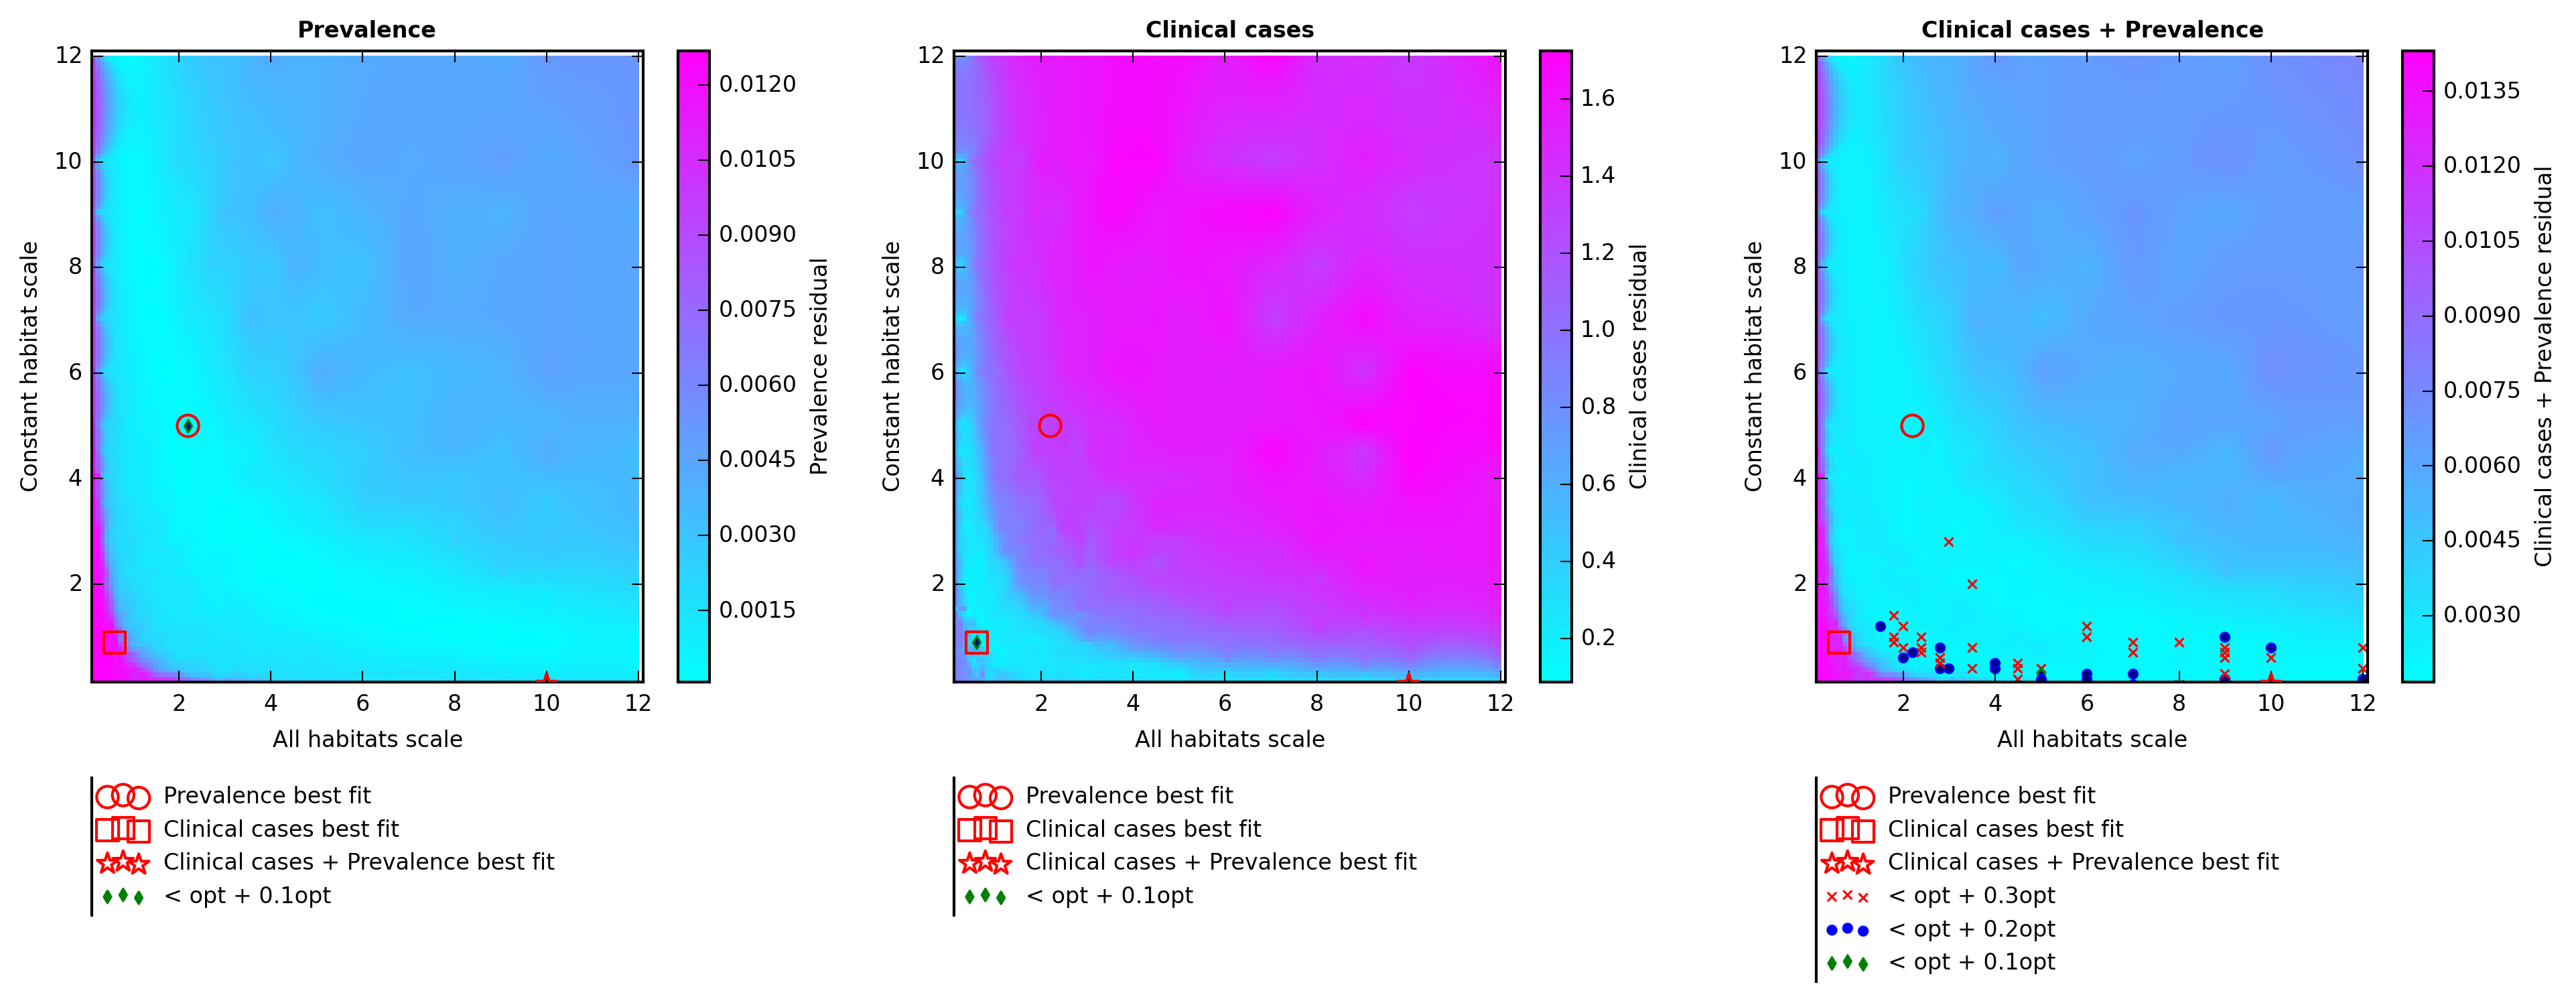 Prevalence
Constant habitat scale
12
10
8
6
4
2
2 4 6 8 10 12
All habitats scale
0.0120
0.0105
0.0090
0.0075
0.0060
0.0045
0.0030
0.0015
Prevalence residual
Prevalence best fit
Clinical cases best fit
Clinical cases + Prevalence best fit
< opt + 0.1opt
Clinical cases
Constant habitat scale
12
10
8
6
4
2
2 4 6 8 10 12
All habitats scale
1.6
1.4
1.2
1.0
0.8
0.6
0.4
0.2
Clinical cases residual
Prevalence best fit
Clinical cases best fit
Clinical cases + Prevalence best fit
< opt + 0.1opt
Clinical cases + Prevalence
Constant habitat scale
12
10
8
6
4
2
2 4 6 8 10 12
All habitats scale
0.0135
0.0120
0.0105
0.0090
0.0075
0.0060
0.0045
0.0030
Clinical cases + Prevalence residual
Prevalence best fit
Clinical cases best fit
Clinical cases + Prevalence best fit
< opt + 0.3opt
< opt + 0.2opt
< opt + 0.1opt